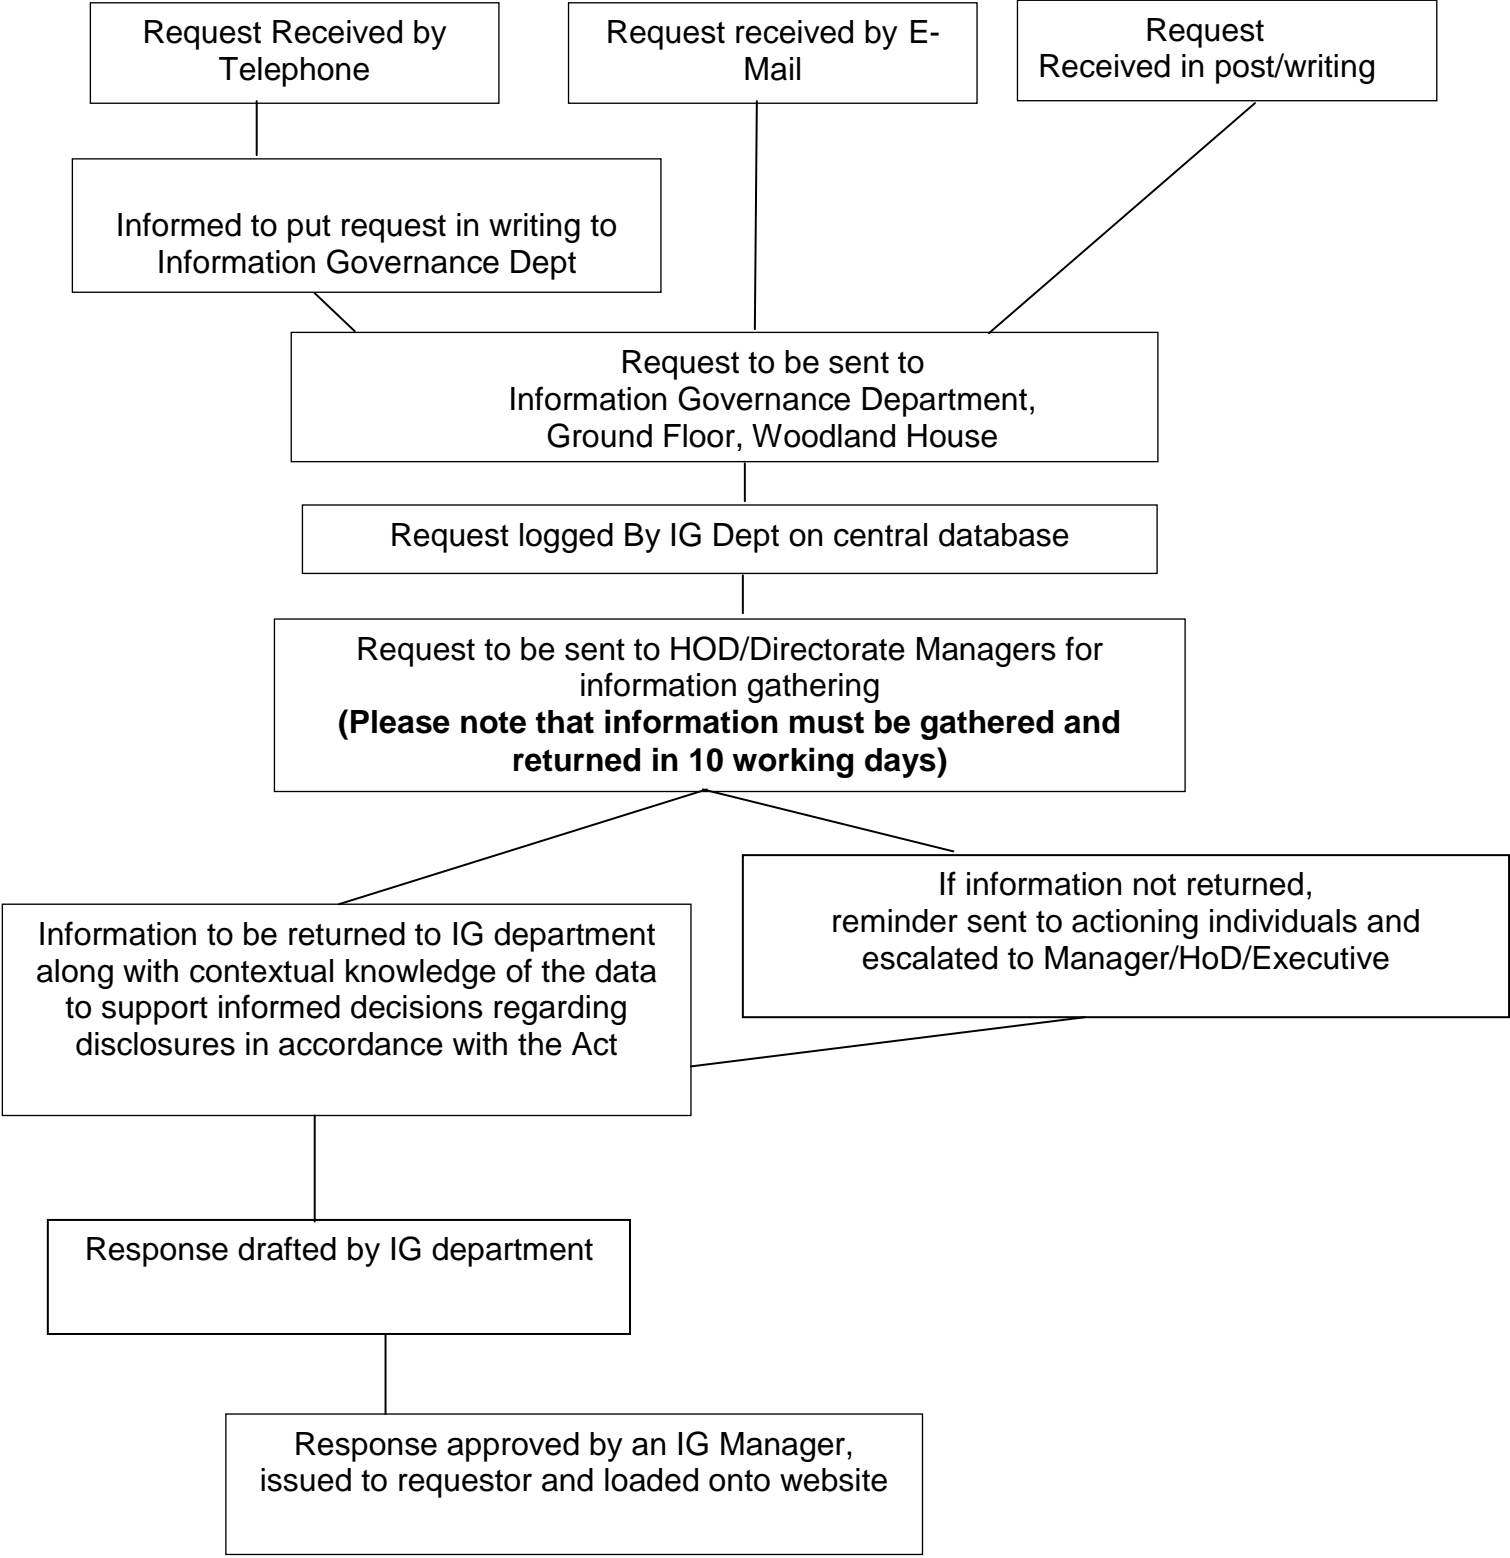 Request Received by
Telephone
Request received by E-
Mail
Request
Received in post/writing
Informed to put request in writing to
Information Governance Dept
Request to be sent to
Information Governance Department,
Ground Floor, Woodland House
Request logged By IG Dept on central database
Request to be sent to HOD/Directorate Managers for
information gathering
(Please note that information must be gathered and
returned in 10 working days)
If information not returned,
reminder sent to actioning individuals and
escalated to Manager/HoD/Executive
Information to be returned to IG department
along with contextual knowledge of the data
to support informed decisions regarding
disclosures in accordance with the Act
Response drafted by IG department
Response approved by an IG Manager,
issued to requestor and loaded onto website